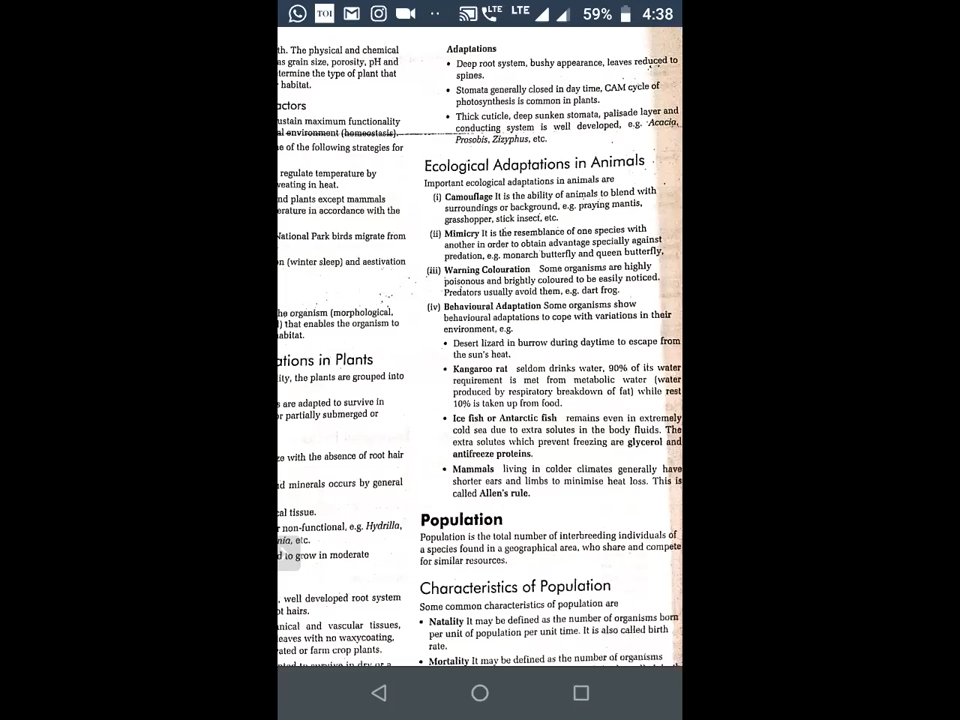 TOI
LTE
LTE
59%
4:38
th. The physical and chemical
as grain size, porosity, pH and
termine the type of plant that
habitat.
actors
ustain maximum functionality
al environment (homeostasis).
ne of the following strategies for
regulate temperature by
weating in heat.
nd plants except mammals
erature in accordance with the
National Park birds migrate from
n (winter sleep) and aestivation
he organism (morphological,
l) that enables the organism to
abitat.
ations in Plants
ity, the plants are grouped into
s are adapted to survive in
r partially submerged or
ze with the absence of root hair
d minerals occurs by general
cal tissue.
r non-functional, e.g. Hydrilla,
nia, etc.
d to grow in moderate
, well developed root system
ot hairs.
nical and vascular tissues,
leaves with no waxycoating,
vated or farm crop plants.
nted to survive in dry or a
Adaptations
• Deep root system, bushy appearance, leaves reduced to
spines.
• Stomata generally closed in day time, CAM cycle of
photosynthesis is common in plants.
• Thick cuticle, deep sunken stomata, palisade layer and
conducting system is well developed, e.g. Acacia,
Prosobis, Zizyphus, etc.
Ecological Adaptations in Animals
Important ecological adaptations in animals are
(i) Camouflage It is the ability of animals to blend with
surroundings or background, e.g. praying mantis,
grasshopper, stick insect, etc.
(ii) Mimicry It is the resemblance of one species with
another in order to obtain advantage specially against
predation, e.g. monarch butterfly and queen butterfly,
(iii) Warning Colouration Some organisms are highly
poisonous and brightly coloured to be easily noticed.
Predators usually avoid them, e.g. dart frog.
(iv) Behavioural Adaptation Some organisms show
behavioural adaptations to cope with variations in their
environment, e.g.
• Desert lizard in burrow during daytime to escape from
the sun's heat.
• Kangaroo rat seldom drinks water, 90% of its water
requirement is met from metabolic water (water
produced by respiratory breakdown of fat) while rest
10% is taken up from food.
• Ice fish or Antarctic fish remains even in extremely
cold sea due to extra solutes in the body fluids. The
extra solutes which prevent freezing are glycerol and
antifreeze proteins.
• Mammals living in colder climates generally have
shorter ears and limbs to minimise heat loss. This is
called Allen's rule.
Population
Population is the total number of interbreeding individuals of
a species found in a geographical area, who share and compete
for similar resources.
Characteristics of Population
Some common characteristics of population are
• Natality It may be defined as the number of organisms born
per unit of population per unit time. It is also called birth
rate.
• Mortality It may be defined as the number of organisms